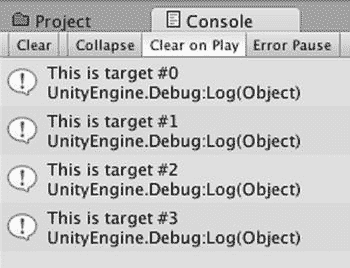 Project
Console
Clear
Collapse
Clear on Play
Error Pause
This is target #0
UnityEngine.Debug:Log(Object)
This is target #1
UnityEngine.Debug:Log(Object)
This is target #2
UnityEngine.Debug:Log(Object)
This is target #3
UnityEngine.Debug:Log(Object)